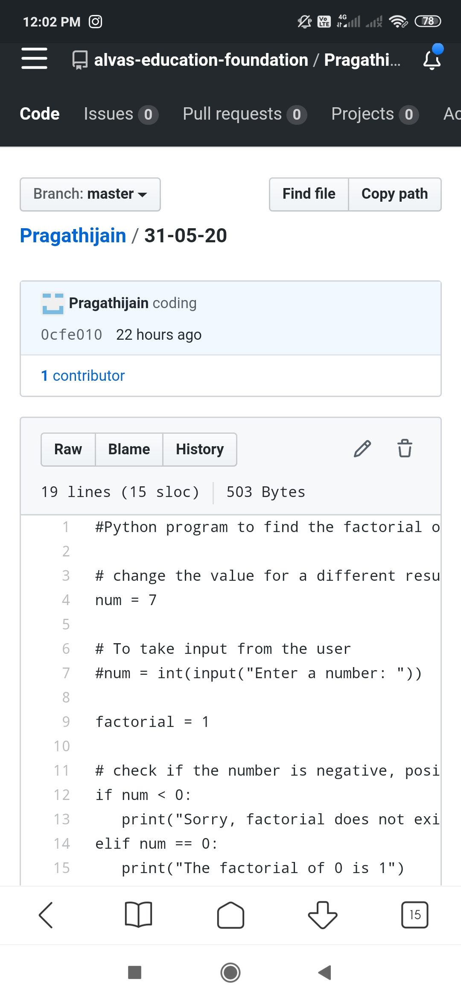 12:02 PM Vo LTE 4G 78
alvas-education-foundation / Pragathi...
Code Issues 0 Pull requests 0 Projects 0 Ac
Branch: master Find file Copy path
Pragathijain / 31-05-20
Pragathijain coding
0cfe010 22 hours ago
1 contributor
Raw Blame History
19 lines (15 sloc) 503 Bytes
1 #Python program to find the factorial o
2
3 # change the value for a different resu
4 num = 7
5
6 # To take input from the user
7 #num = int(input("Enter a number: "))
8
9 factorial = 1
10
11 # check if the number is negative, posi
12 if num < 0:
13 print("Sorry, factorial does not exi
14 elif num == 0:
15 print("The factorial of 0 is 1")
15